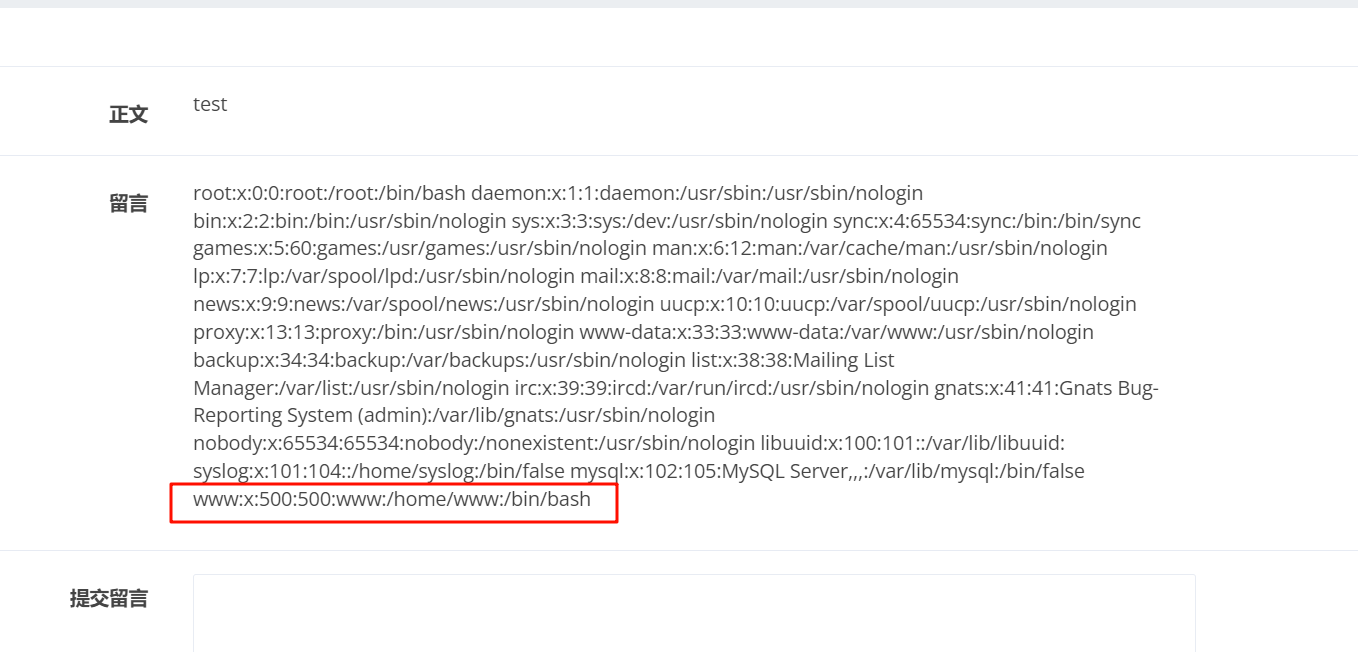 正文
test
留言
root:x:0:0:root:/root:/bin/bash daemon:x:1:1:daemon:/usr/sbin:/usr/sbin/nologin
bin:x:2:2:bin:/bin:/usr/sbin/nologin sys:x:3:3:sys:/dev:/usr/sbin/nologin sync:x:4:65534:sync:/bin:/bin/sync
games:x:5:60:games:/usr/games:/usr/sbin/nologin man:x:6:12:man:/var/cache/man:/usr/sbin/nologin
lp:x:7:7:lp:/var/spool/lpd:/usr/sbin/nologin mail:x:8:8:mail:/var/mail:/usr/sbin/nologin
news:x:9:9:news:/var/spool/news:/usr/sbin/nologin uucp:x:10:10:uucp:/var/spool/uucp:/usr/sbin/nologin
proxy:x:13:13:proxy:/bin:/usr/sbin/nologin www-data:x:33:33:www-data:/var/www:/usr/sbin/nologin
backup:x:34:34:backup:/var/backups:/usr/sbin/nologin list:x:38:38:Mailing List
Manager:/var/list:/usr/sbin/nologin irc:x:39:39:ircd:/var/run/ircd:/usr/sbin/nologin gnats:x:41:41:Gnats Bug-
Reporting System (admin):/var/lib/gnats:/usr/sbin/nologin
nobody:x:65534:65534:nobody:/nonexistent:/usr/sbin/nologin libuuid:x:100:101::/var/lib/libuuid:
syslog:x:101:104::/home/syslog:/bin/false mysql:x:102:105:MySQL Server,,,:/var/lib/mysql:/bin/false
www:x:500:500:www:/home/www:/bin/bash
提交留言